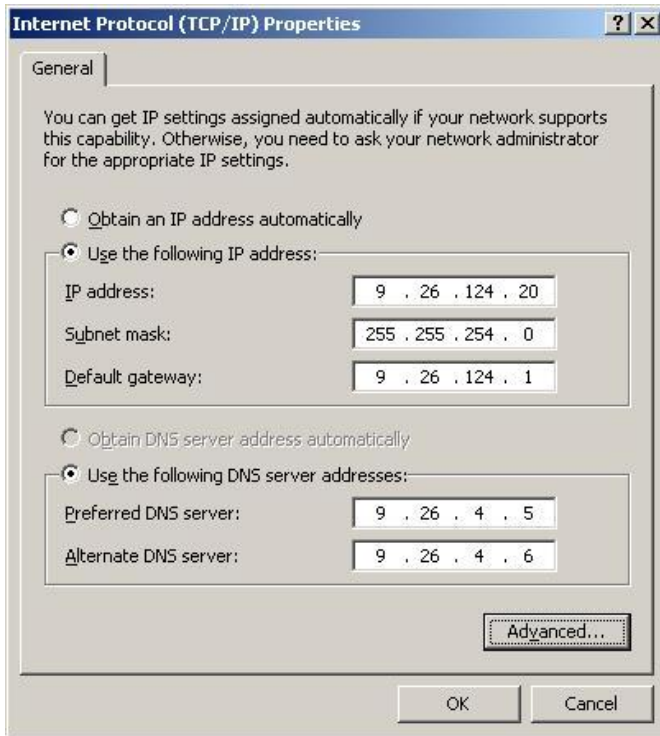 Internet Protocol (TCP/IP) Properties
General
You can get IP settings assigned automatically if your network supports
this capability. Otherwise, you need to ask your network administrator
for the appropriate IP settings.
Obtain an IP address automatically
Use the following IP address:
IP address: 9 . 26 . 124 . 20
Subnet mask: 255 . 255 . 254 . 0
Default gateway: 9 . 26 . 124 . 1
Obtain DNS server address automatically
Use the following DNS server addresses:
Preferred DNS server: 9 . 26 . 4 . 5
Alternate DNS server: 9 . 26 . 4 . 6
Advanced...
OK Cancel